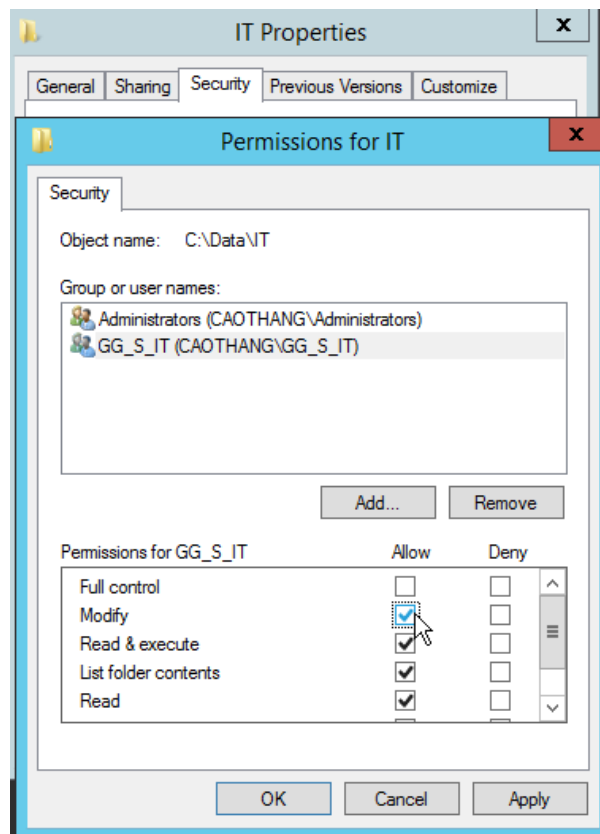 IT Properties
x
General Sharing Security Previous Versions Customize
Permissions for IT
x
Security
Object name: C:\Data\IT
Group or user names:
Administrators (CAOTHANG\Administrators)
GG_S_IT (CAOTHANG\GG_S_IT)
Add... Remove
Permissions for GG_S_IT Allow Deny
Full control
Modify
Read & execute
List folder contents
Read
OK Cancel Apply